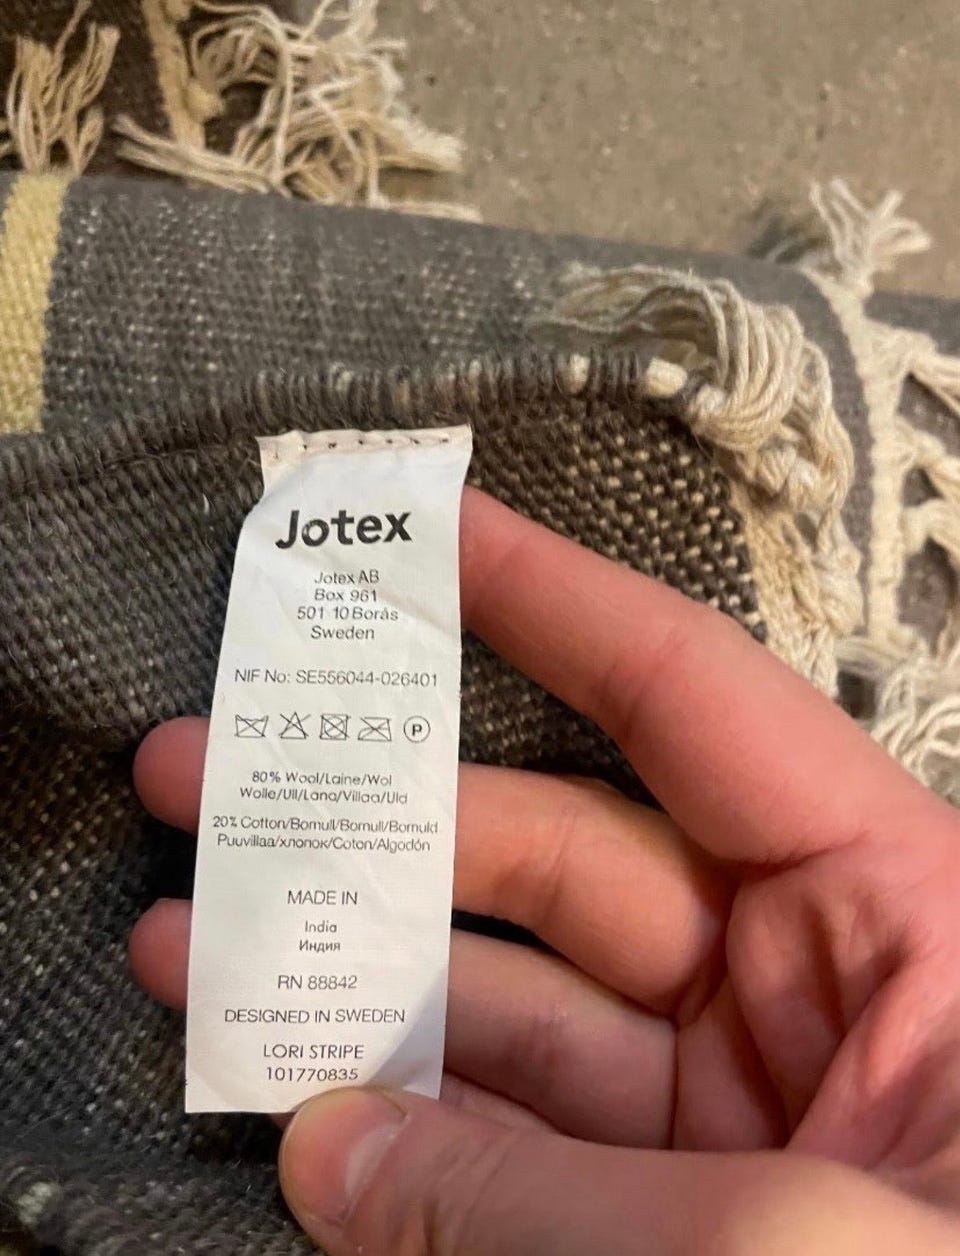 Jotex
Jotex AB
Box 961
501 10 Borås
Sweden
NIF No: SE556044-026401
P
80% Wool/Laine/Wol
Wolle/Ull/Lana/Villaa/Uld
20% Cotton/Bomull/Bornull/Bornuld
Puuvillaa/хлопок/Coton/Algodón
MADE IN
India
Индия
RN 88842
DESIGNED IN SWEDEN
LORI STRIPE
101770835